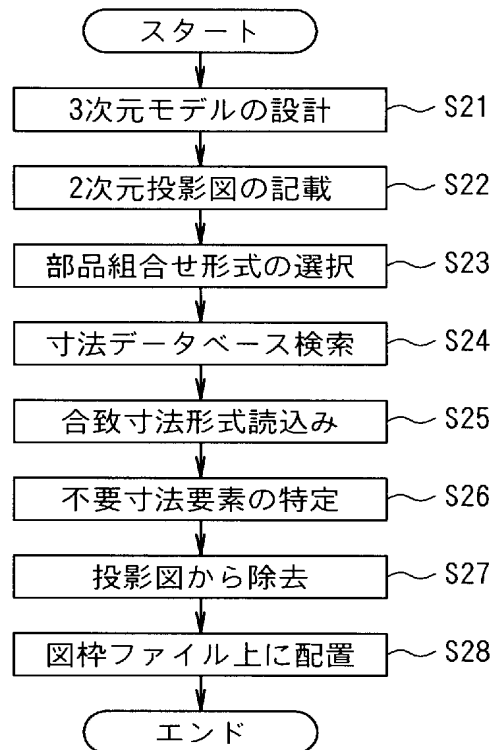 スタート
3次元モデルの設計 S21
2次元投影図の記載 S22
部品組合せ形式の選択 S23
寸法データベース検索 S24
合致寸法形式読込み S25
不要寸法要素の特定 S26
投影図から除去 S27
図枠ファイル上に配置 S28
エンド